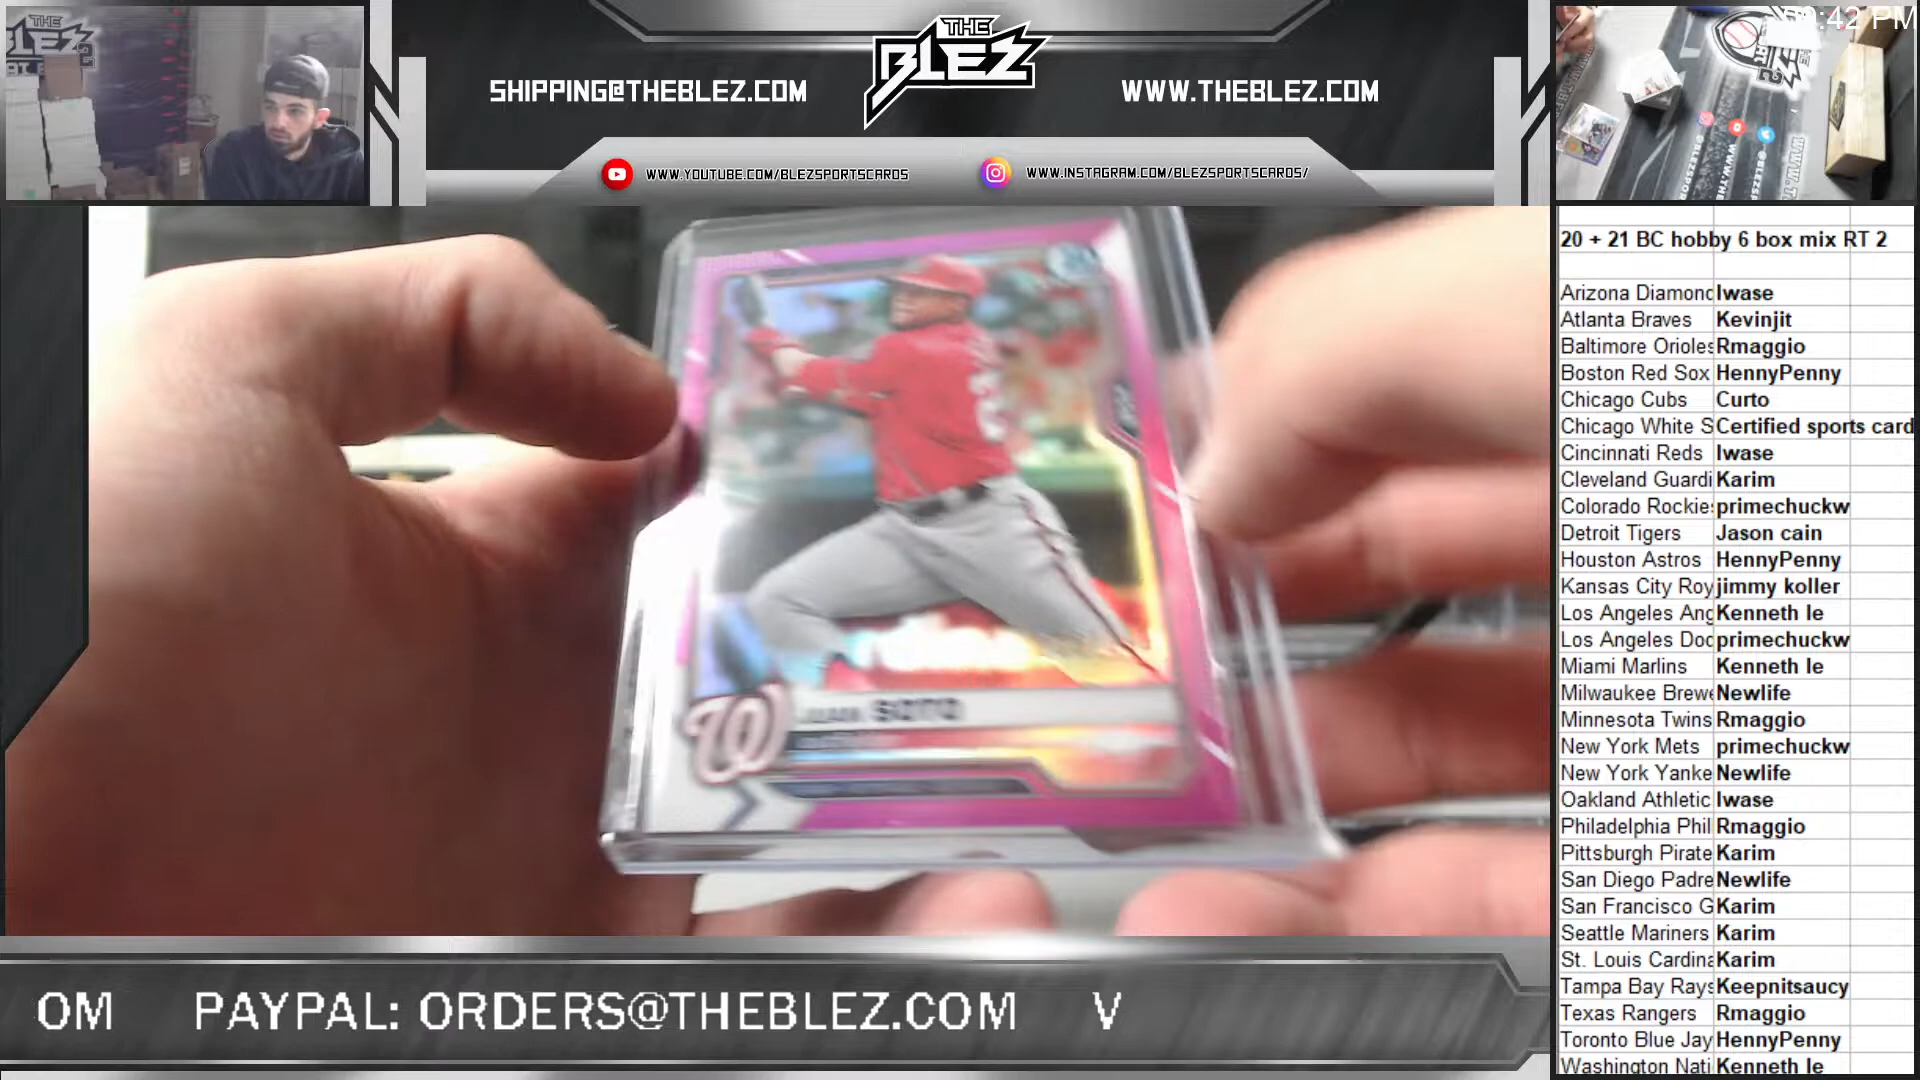 THE
BLEZ
SHIPPING@THEBLEZ.COM
WWW.THEBLEZ.COM
WWW.YOUTUBE.COM/BLEZSPORTSCARDS
WWW.INSTAGRAM.COM/BLEZSPORTSCARDS/
:42 PM
20 + 21 BC hobby 6 box mix RT 2
Arizona Diamond Iwase
Atlanta Braves Kevinjit
Baltimore Orioles Rmaggio
Boston Red Sox HennyPenny
Chicago Cubs Curto
Chicago White S Certified sports card
Cincinnati Reds Iwase
Cleveland Guardi Karim
Colorado Rockies primechuckw
Detroit Tigers Jason cain
Houston Astros HennyPenny
Kansas City Roy jimmy koller
Los Angeles Ang Kenneth le
Los Angeles Dod primechuckw
Miami Marlins Kenneth le
Milwaukee Brewe Newlife
Minnesota Twins Rmaggio
New York Mets primechuckw
New York Yanke Newlife
Oakland Athletic Iwase
Philadelphia Phil Rmaggio
Pittsburgh Pirate Karim
San Diego Padre Newlife
San Francisco G Karim
Seattle Mariners Karim
St. Louis Cardina Karim
Tampa Bay Rays Keepnitsaucy
Texas Rangers Rmaggio
Toronto Blue Jay HennyPenny
Washington Nati Kenneth le
W
JUAN SOTO
OM PAYPAL: ORDERS@THEBLEZ.COM V